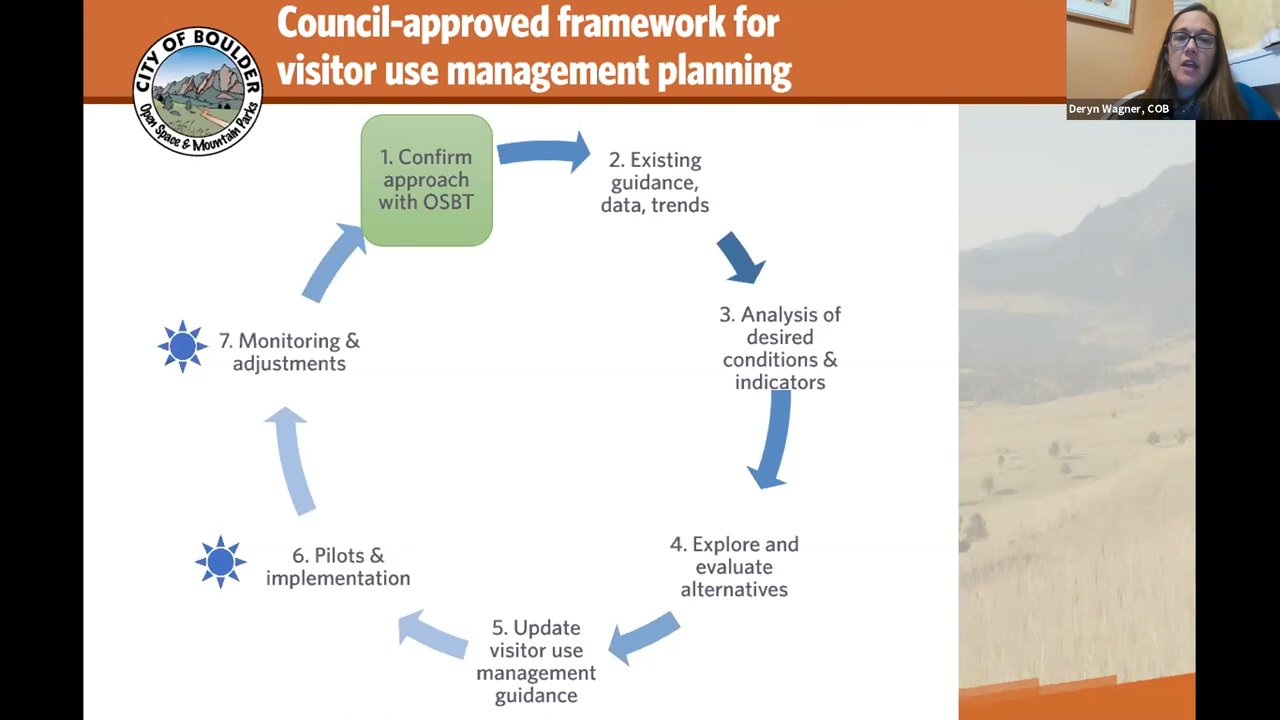 Council-approved framework for
visitor use management planning
CITY OF BOULDER
Open Space & Mountain Parks
Deryn Wagner, COB
1. Confirm
approach
with OSBT
2. Existing
guidance,
data, trends
3. Analysis of
desired
conditions &
indicators
4. Explore and
evaluate
alternatives
5. Update
visitor use
management
guidance
6. Pilots &
implementation
7. Monitoring &
adjustments